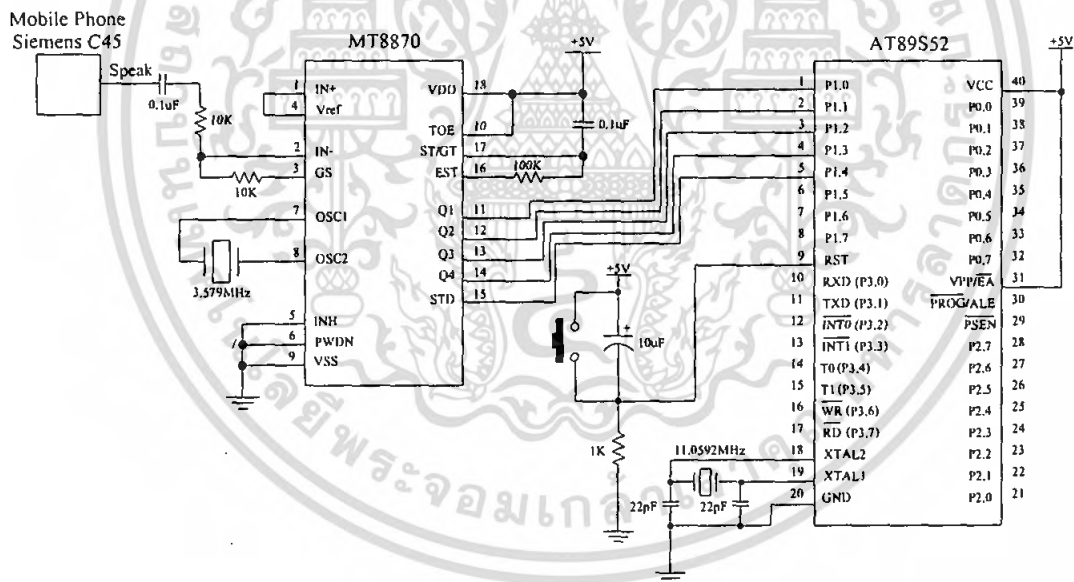 Mobile Phone
Siemens C45
Speak
0.1uF
10K
10K
MT8870
1 IN+
4 Vref
2 IN-
3 GS
7 OSC1
8 OSC2
3.579MHz
5 INH
6 PWDN
9 VSS
VDD 18
TOE 10
ST/GT 17
EST 16
Q1 11
Q2 12
Q3 13
Q4 14
STD 15
+5V
0.1uF
100K
+5V
10uF
1K
AT89S52
+5V
1 P1.0
2 P1.1
3 P1.2
4 P1.3
5 P1.4
6 P1.5
7 P1.6
8 P1.7
9 RST
10 RXD (P3.0)
11 TXD (P3.1)
12 INT0 (P3.2)
13 INT1 (P3.3)
14 T0 (P3.4)
15 T1 (P3.5)
16 WR (P3.6)
17 RD (P3.7)
18 XTAL2
19 XTAL1
20 GND
VCC 40
P0.0 39
P0.1 38
P0.2 37
P0.3 36
P0.4 35
P0.5 34
P0.6 33
P0.7 32
VPP/EA 31
PROG/ALE 30
PSEN 29
P2.7 28
P2.6 27
P2.5 26
P2.4 25
P2.3 24
P2.2 23
P2.1 22
P2.0 21
11.0592MHz
22pF
22pF